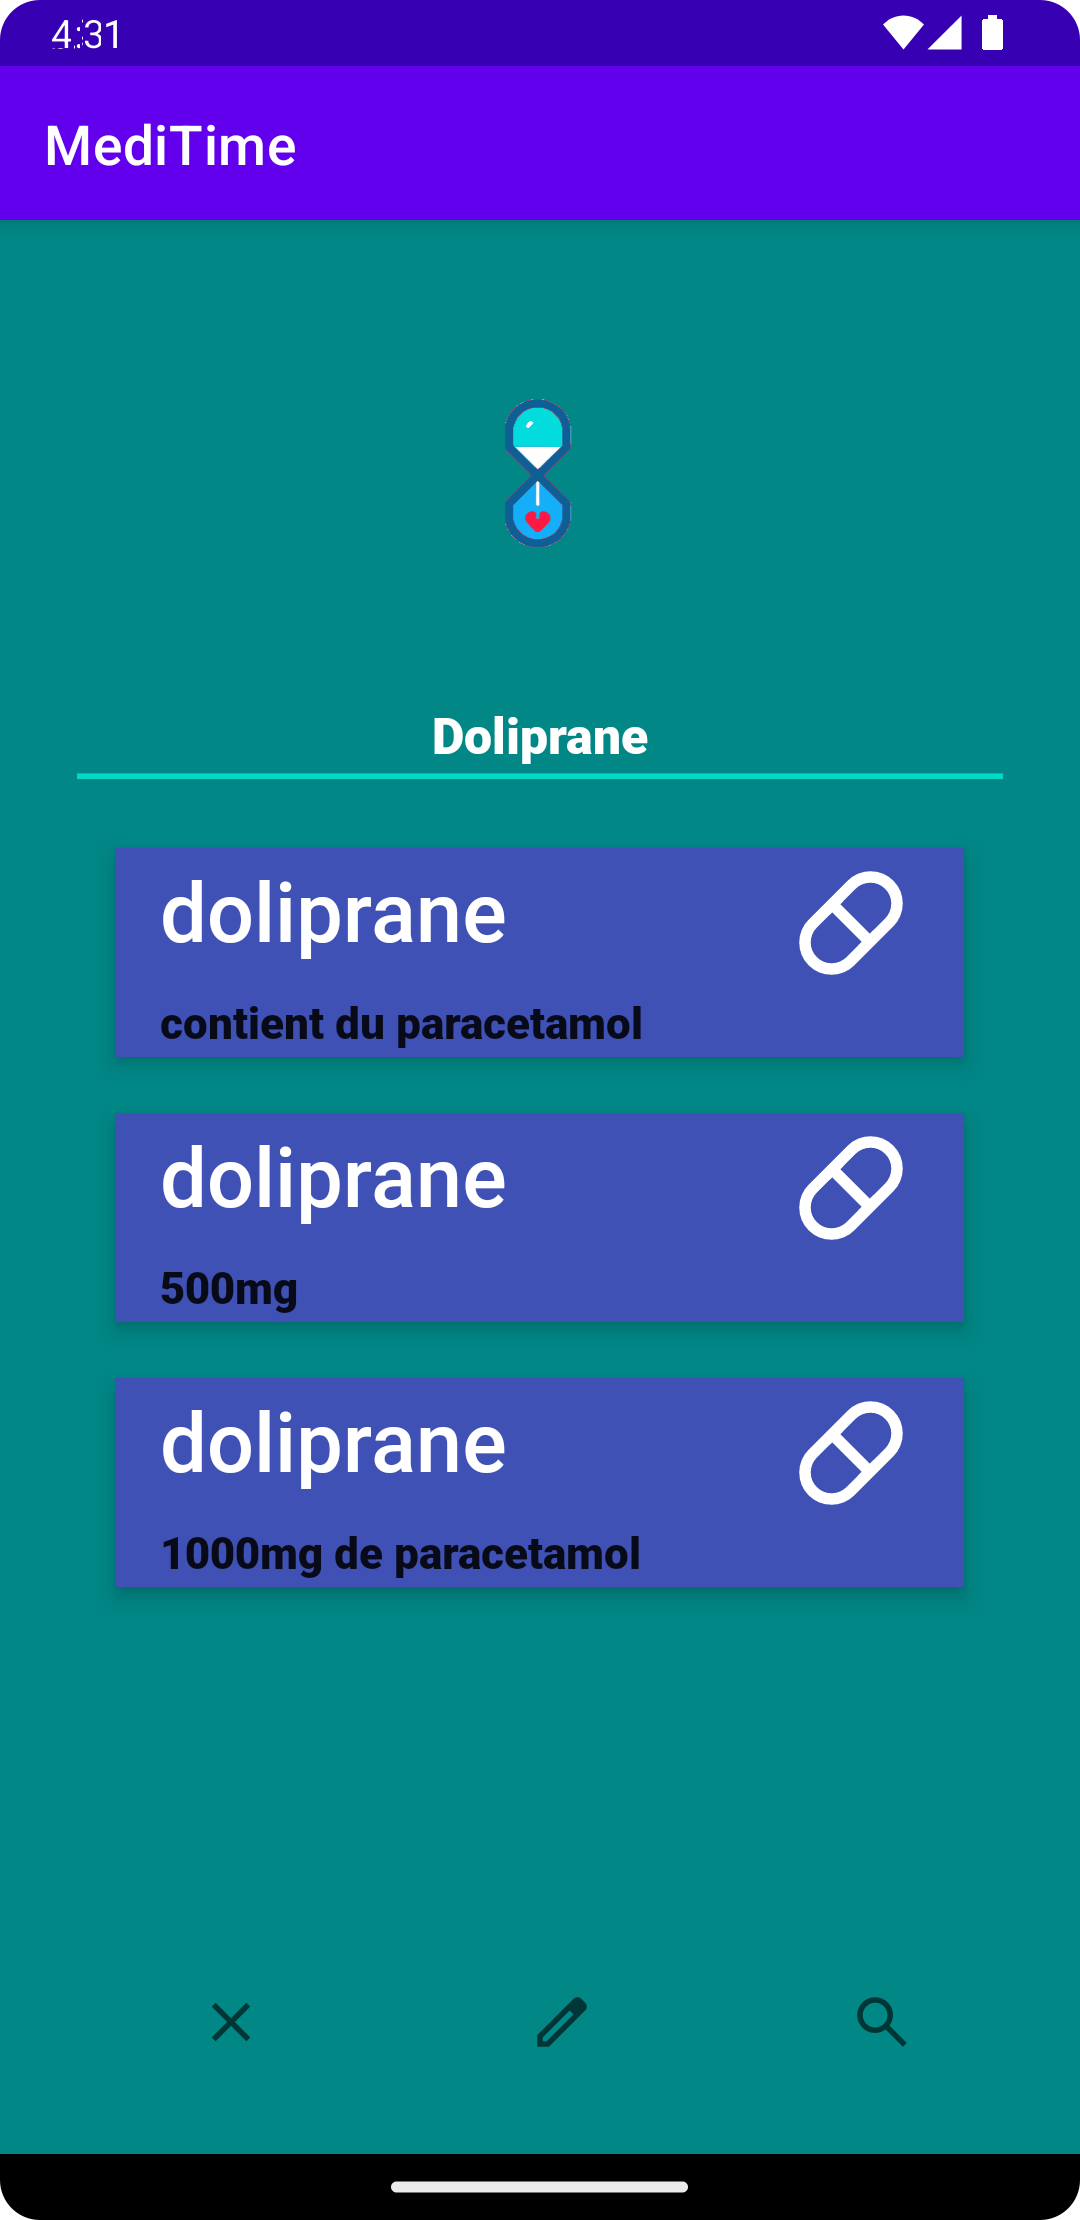 4:31
MediTime
Doliprane
doliprane
contient du paracetamol
doliprane
500mg
doliprane
1000mg de paracetamol